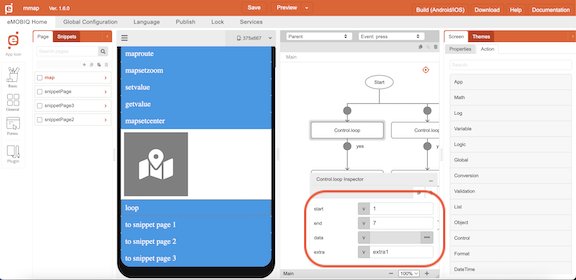 mmap Ver. 1.6.0 Save Preview Build (Android/iOS) Download Help Documentation
eMOBIQ Home Global Configuration Language Publish Lock Services
Page Snippets
App Icon
Basic
General
Plugin
map
snippetPage
snippetPage3
snippetPage2
375x667
maproute
mapsetzoom
setvalue
getvalue
mapsetcenter
loop
to snippet page 1
to snippet page 2
to snippet page 3
Parent Event: press
Main
Start
Control.loop Control.loop
yes yes
Control.loop Inspector
start v 1
end v 7
data v
extra v extra1
Main 100%
Screen Themes
Properties Action
App
Math
Log
Variable
Logic
Global
Conversion
Validation
List
Object
Control
Format
DateTime